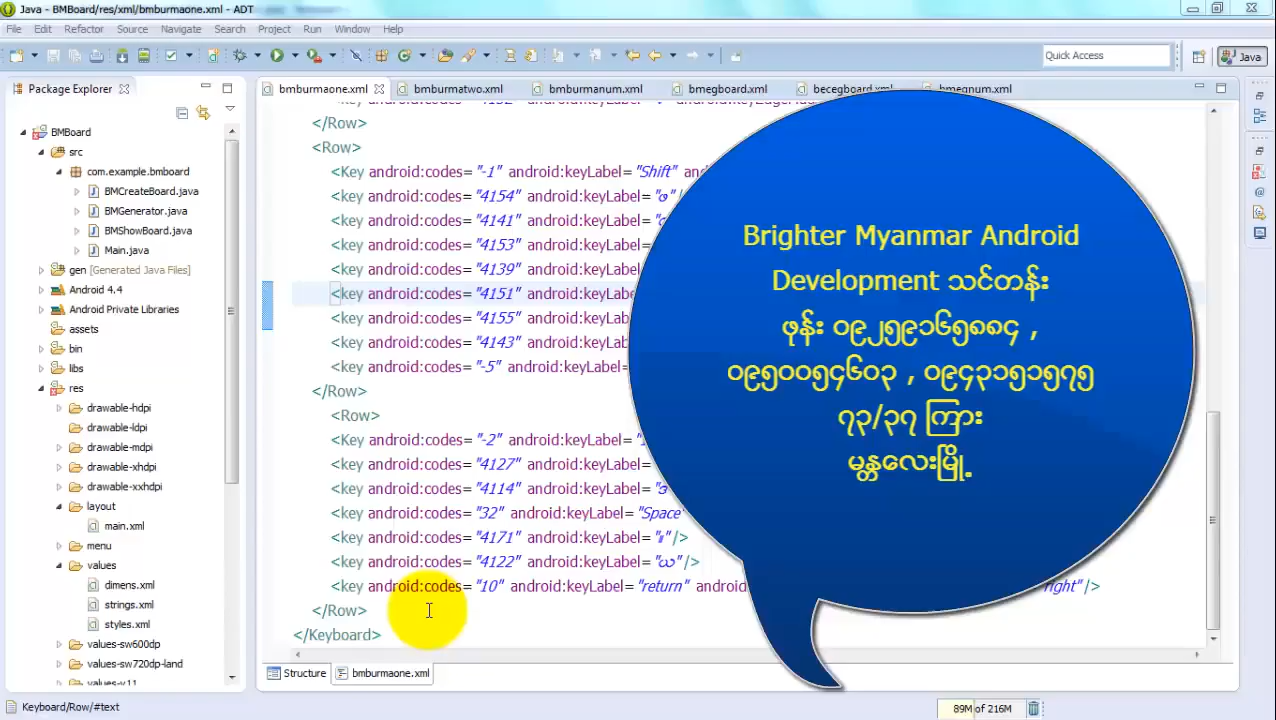 Java - BMBoard/res/xml/bmburmaone.xml - ADT
File Edit Refactor Source Navigate Search Project Run Window Help
Quick Access
Java
Package Explorer
bmburmaone.xml
bmburmatwo.xml
bmburmanum.xml
bmegboard.xml
becegboard.xml
bmegnum.xml
BMBoard
src
com.example.bmboard
BMCreateBoard.java
BMGenerator.java
BMShowBoard.java
Main.java
gen [Generated Java Files]
Android 4.4
Android Private Libraries
assets
bin
libs
res
drawable-hdpi
drawable-ldpi
drawable-mdpi
drawable-xhdpi
drawable-xxhdpi
layout
main.xml
menu
values
dimens.xml
strings.xml
styles.xml
values-sw600dp
values-sw720dp-land
values-v11
</Row>
<Row>
<Key android:codes="-1" android:keyLabel="Shift"
<key android:codes="4154" android:keyLabel=
<key android:codes="4141" android:keyLabel=
<key android:codes="4153" android:keyLabel=
<key android:codes="4139" android:keyLabel=
<key android:codes="4151" android:keyLabel=
<key android:codes="4155" android:keyLabel=
<key android:codes="4143" android:keyLabel=
<key android:codes="-5" android:keyLabel=
</Row>
<Row>
<Key android:codes="-2" android:keyLabel=
<key android:codes="4127" android:keyLabel=
<key android:codes="4114" android:keyLabel=
<key android:codes="32" android:keyLabel="Space"
<key android:codes="4171" android:keyLabel="။"/>
<key android:codes="4122" android:keyLabel="ယ"/>
<key android:codes="10" android:keyLabel="return" right"/>
</Row>
</Keyboard>
Brighter Myanmar Android
Development သင်တန်း
ဖုန်း ၀၉၂၅၉၁၆၅၈၈၄ ,
၀၉၅၀၀၅၄၆၀၃ , ၀၉၄၃၁၅၁၅၇၅
၇၃/၃၇ ကြား
မန္တလေးမြို့
Structure
bmburmaone.xml
Keyboard/Row/#text
89M of 216M